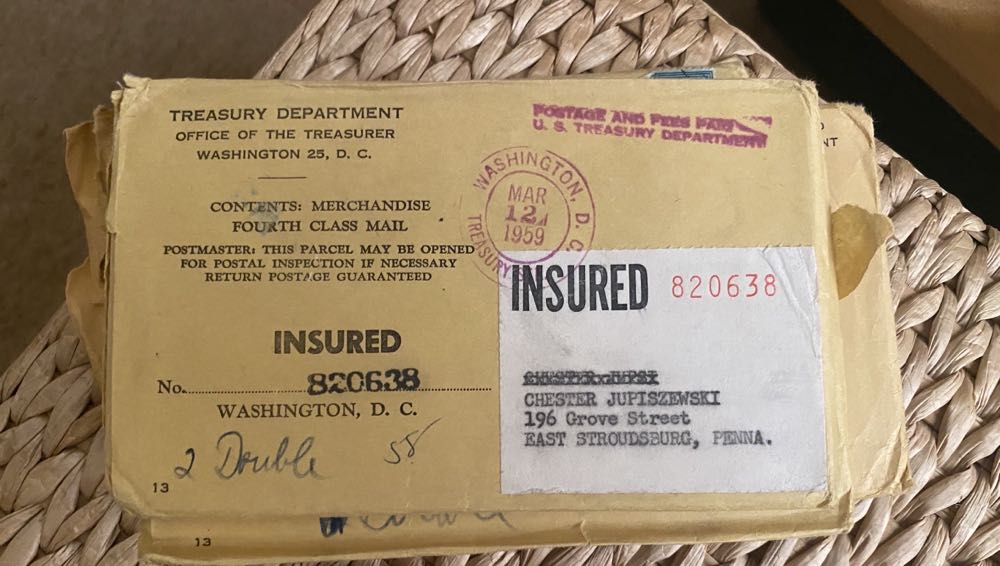 TREASURY DEPARTMENT
OFFICE OF THE TREASURER
WASHINGTON 25, D. C.
CONTENTS: MERCHANDISE
FOURTH CLASS MAIL
POSTMASTER: THIS PARCEL MAY BE OPENED
FOR POSTAL INSPECTION IF NECESSARY
RETURN POSTAGE GUARANTEED
INSURED
No. 820638
WASHINGTON, D. C.
2 Double 58
13
POSTAGE AND FEES PAID
U. S. TREASURY DEPARTMENT
WASHINGTON, D. C.
MAR
12
1959
TREASURY
INSURED 820638
CHESTER JUPISZEWSKI
196 Grove Street
EAST STROUDSBURG, PENNA.
13
NT